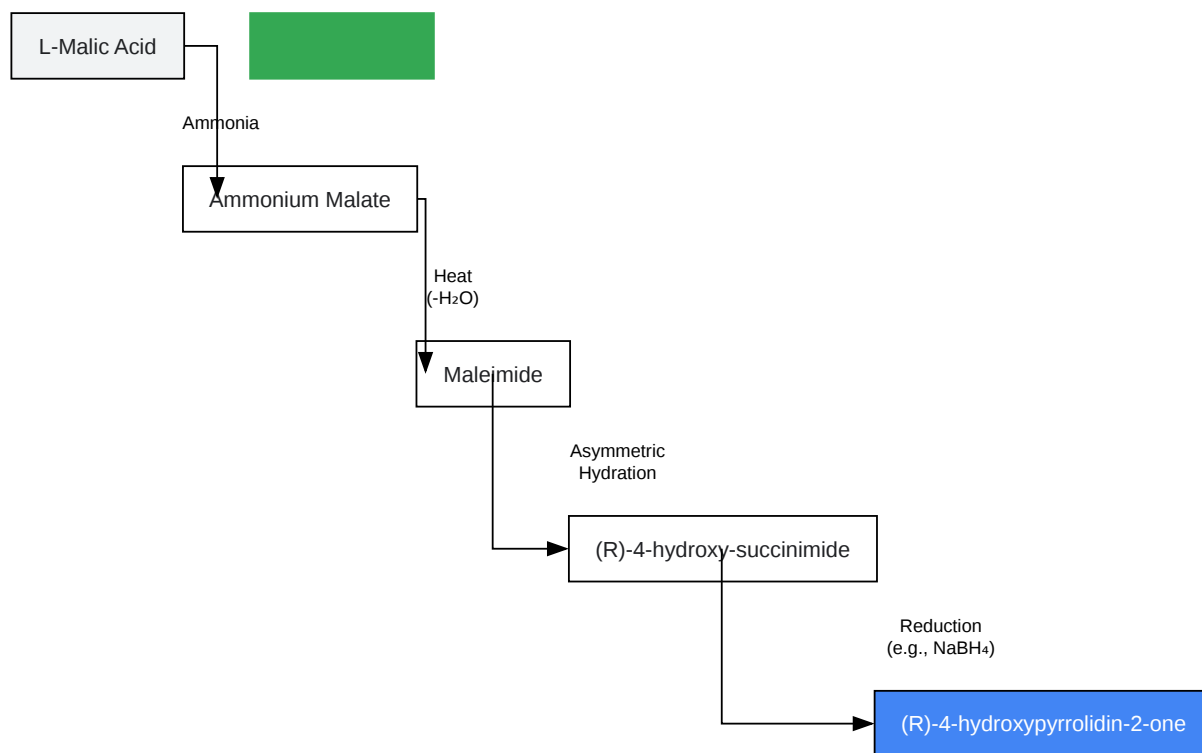 L-Malic Acid
Ammonia
Ammonium Malate
Heat
(-H₂O)
Maleimide
Asymmetric
Hydration
(R)-4-hydroxy-succinimide
Reduction
(e.g., NaBH₄)
(R)-4-hydroxypyrrolidin-2-one